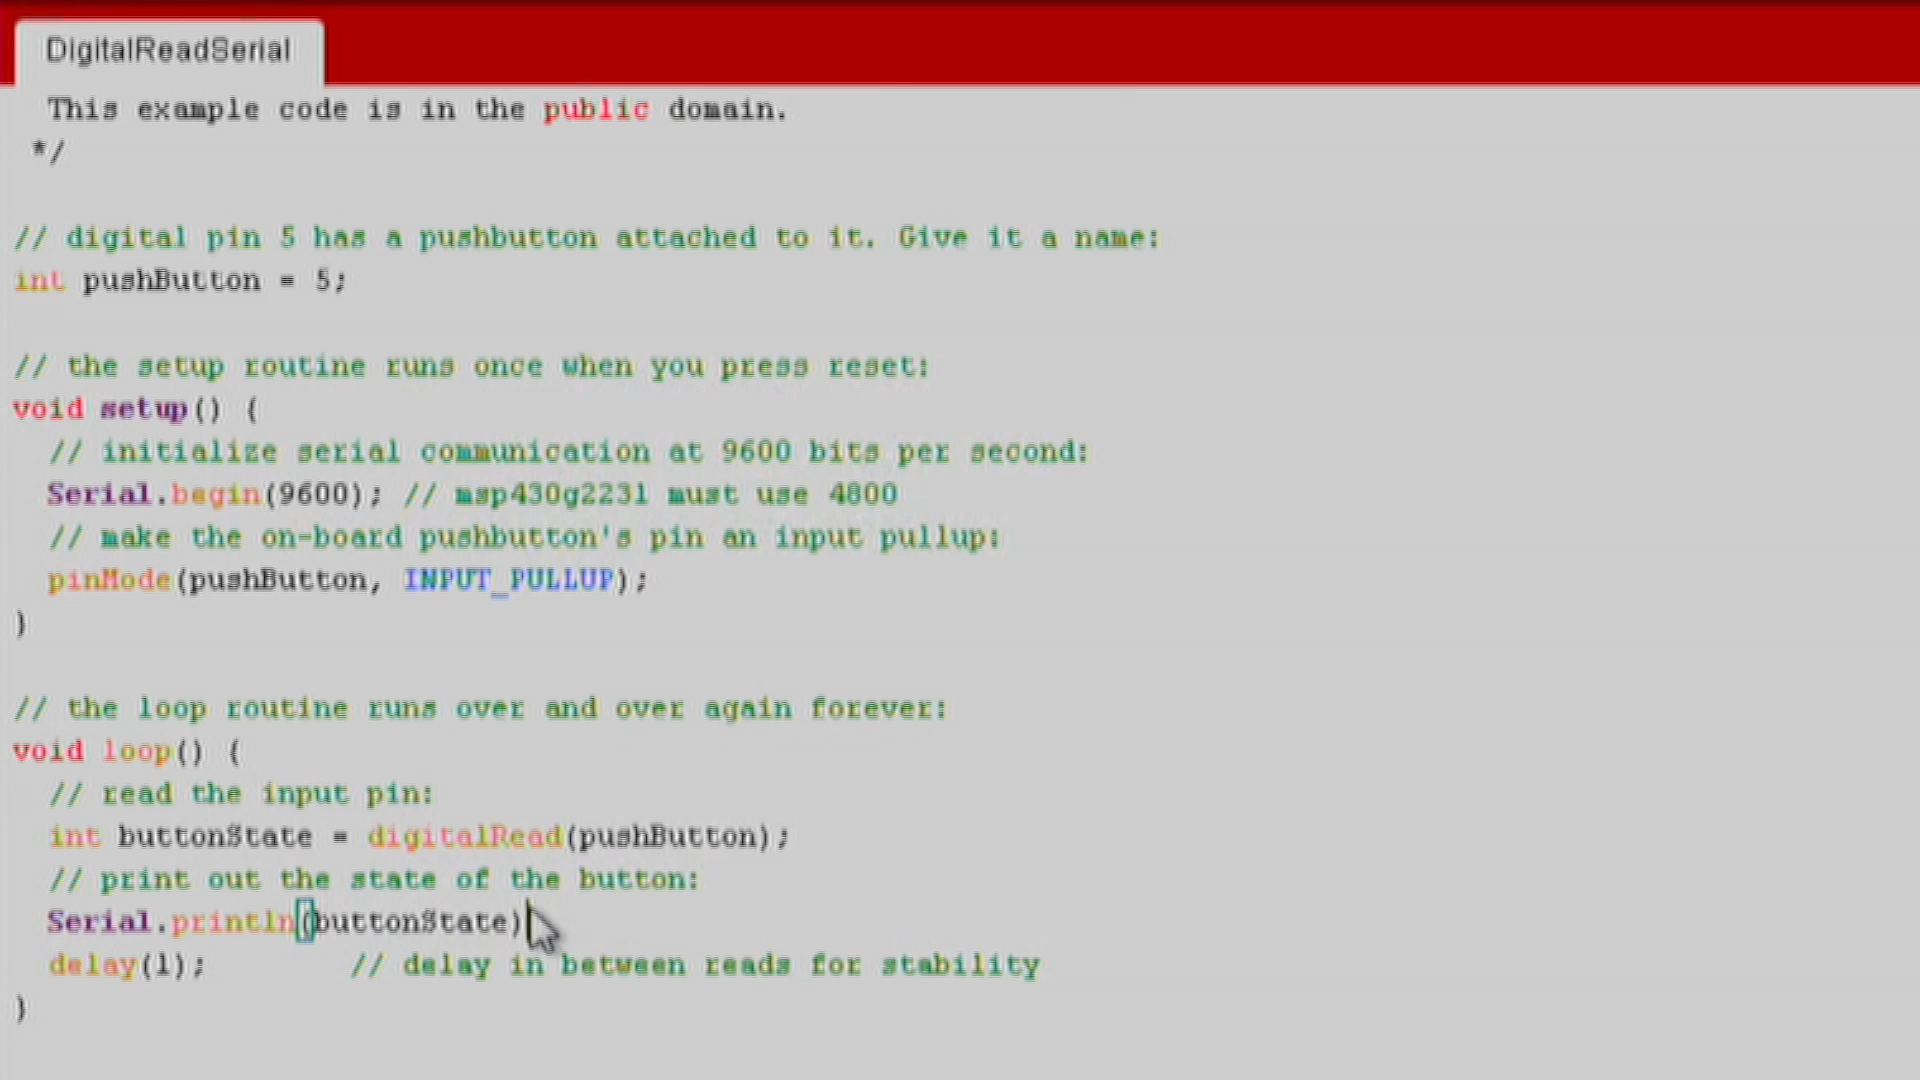 DigitalReadSerial
This example code is in the public domain.
*/
// digital pin 5 has a pushbutton attached to it. Give it a name:
int pushButton = 5;
// the setup routine runs once when you press reset:
void setup() {
// initialize serial communication at 9600 bits per second:
Serial.begin(9600); // msp430g2231 must use 4800
// make the on-board pushbutton's pin an input pullup:
pinMode(pushButton, INPUT_PULLUP);
}
// the loop routine runs over and over again forever:
void loop() {
// read the input pin:
int buttonState = digitalRead(pushButton);
// print out the state of the button:
Serial.println(buttonState)
delay(1); // delay in between reads for stability
}